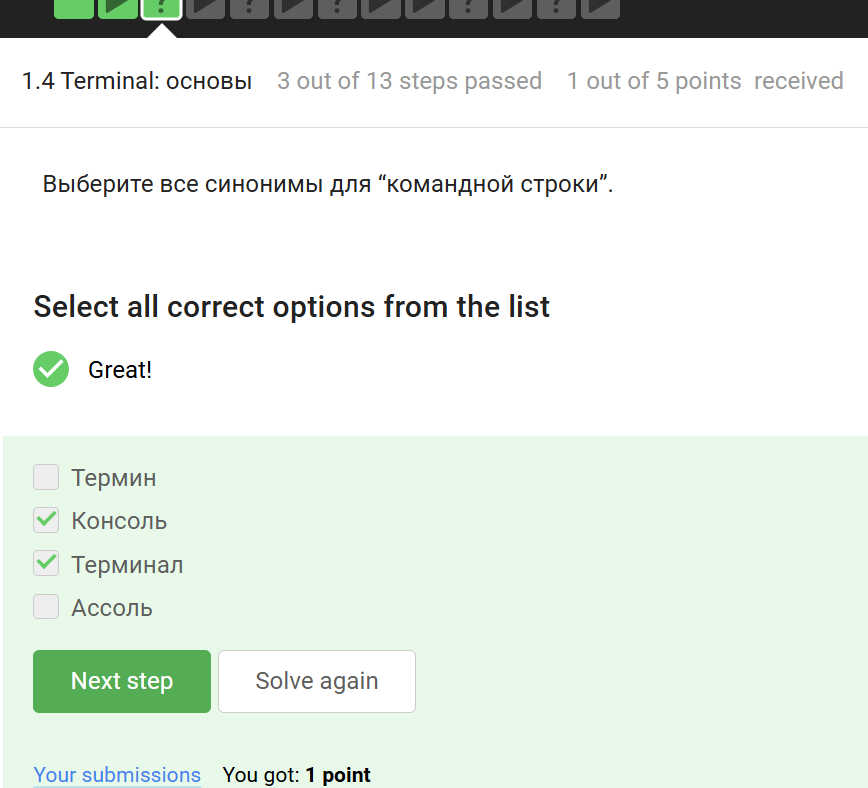 1.4 Terminal: основы 3 out of 13 steps passed 1 out of 5 points received
Выберите все синонимы для “командной строки”.
Select all correct options from the list
Great!
Термин
Консоль
Терминал
Ассоль
Next step Solve again
Your submissions You got: 1 point